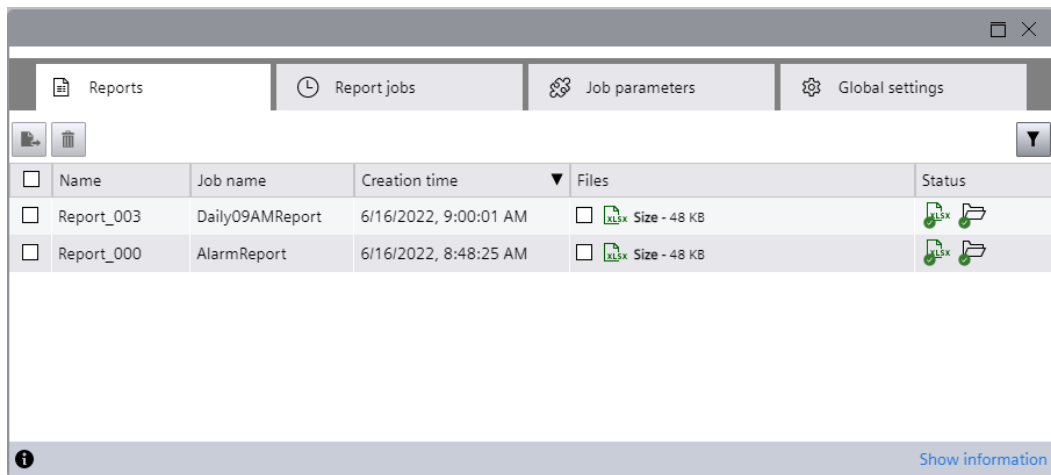 Reports Report jobs Job parameters Global settings
Name Job name Creation time ▼ Files Status
Report_003 Daily09AMReport 6/16/2022, 9:00:01 AM XLSX Size - 48 KB XLSX
Report_000 AlarmReport 6/16/2022, 8:48:25 AM XLSX Size - 48 KB XLSX
Show information